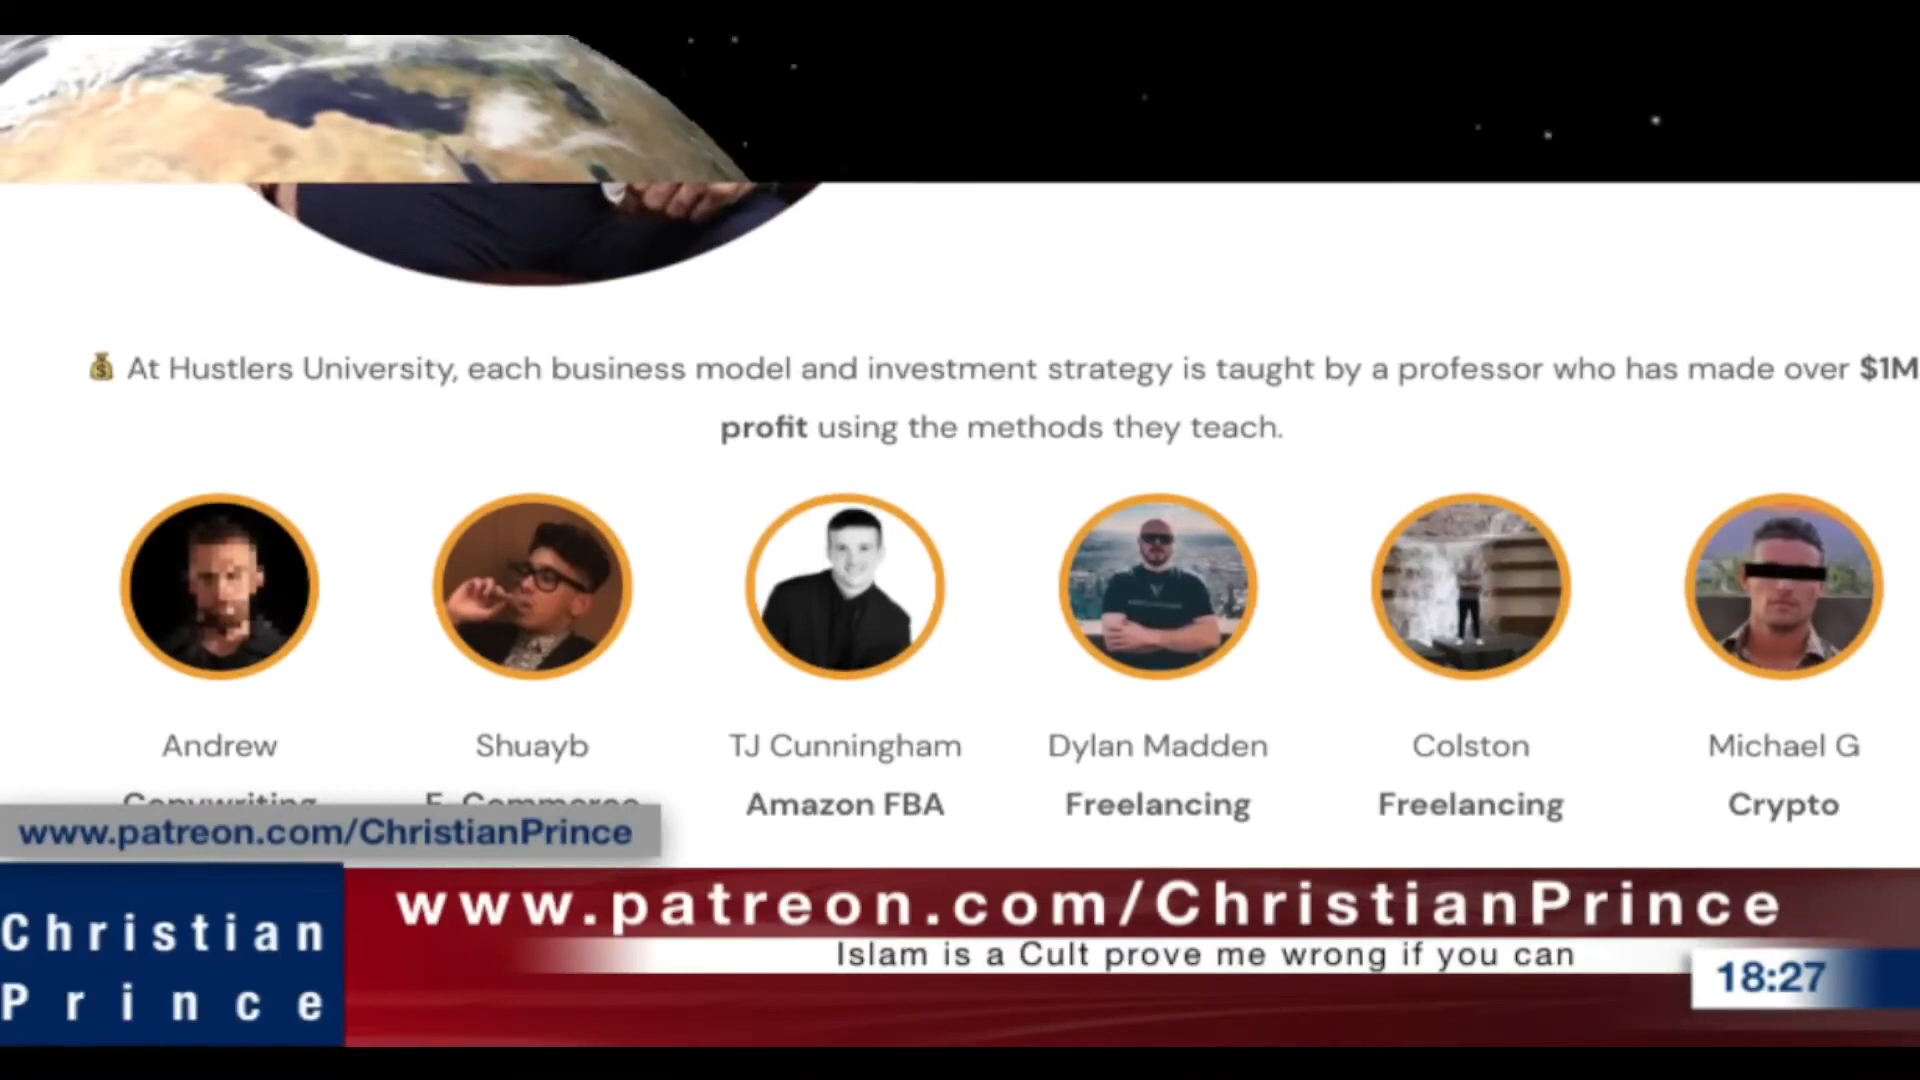 At Hustlers University, each business model and investment strategy is taught by a professor who has made over $1M
profit using the methods they teach.
Andrew
Shuayb
TJ Cunningham
Dylan Madden
Colston
Michael G
Copywriting
E-Commerce
Amazon FBA
Freelancing
Freelancing
Crypto
www.patreon.com/ChristianPrince
Christian
Prince
www.patreon.com/ChristianPrince
Islam is a Cult prove me wrong if you can
18:27